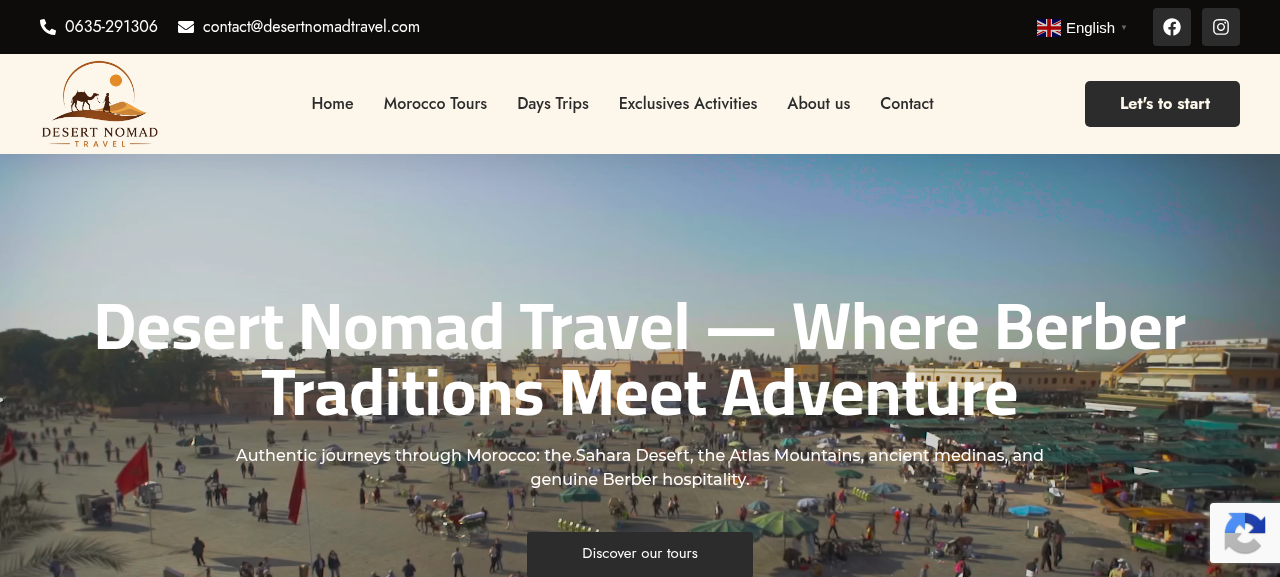 0635-291306
contact@desertnomadtravel.com
English
DESERT NOMAD
TRAVEL
Home
Morocco Tours
Days Trips
Exclusives Activities
About us
Contact
Let's to start
Desert Nomad Travel — Where Berber
Traditions Meet Adventure
Authentic journeys through Morocco: the Sahara Desert, the Atlas Mountains, ancient medinas, and
genuine Berber hospitality.
Discover our tours